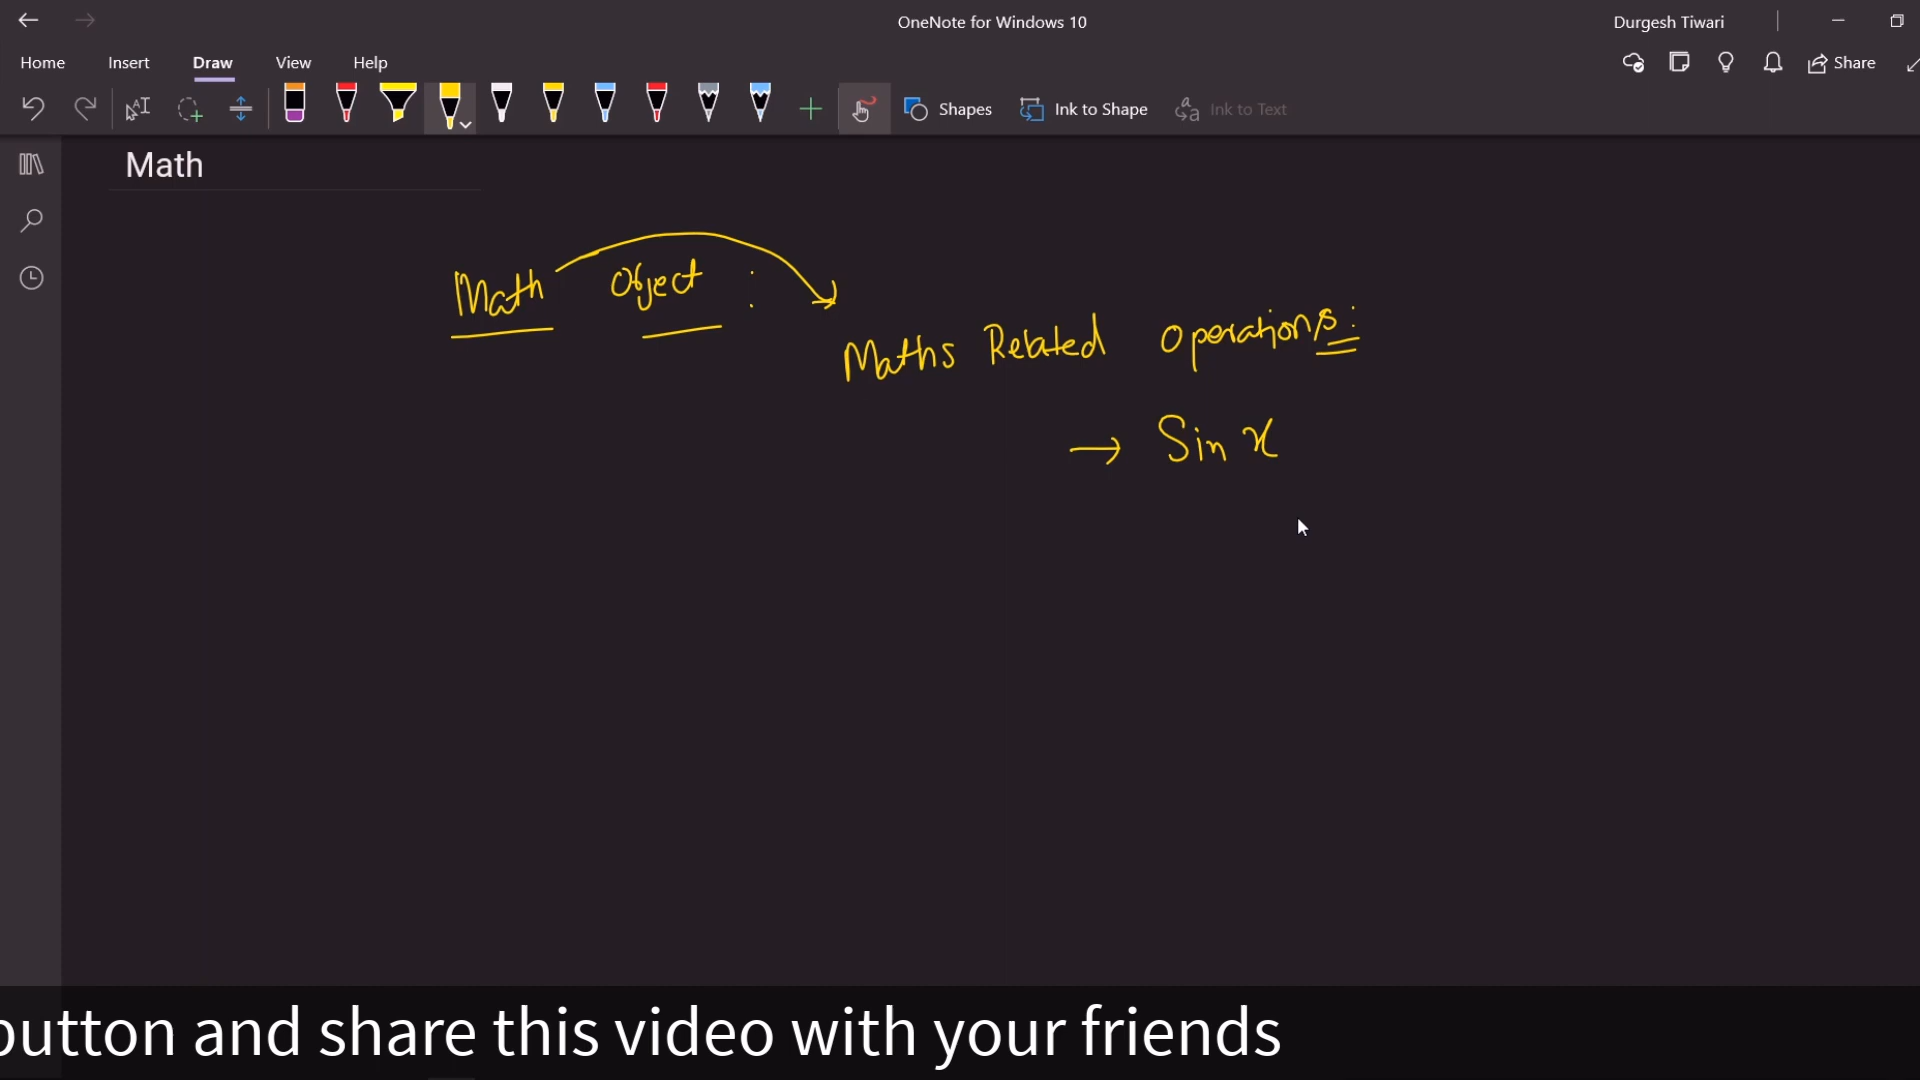 OneNote for Windows 10
Durgesh Tiwari
Home Insert Draw View Help
Share
Shapes Ink to Shape Ink to Text
Math
Math Object :
Maths Related Operations:
→ Sin x
button and share this video with your friends